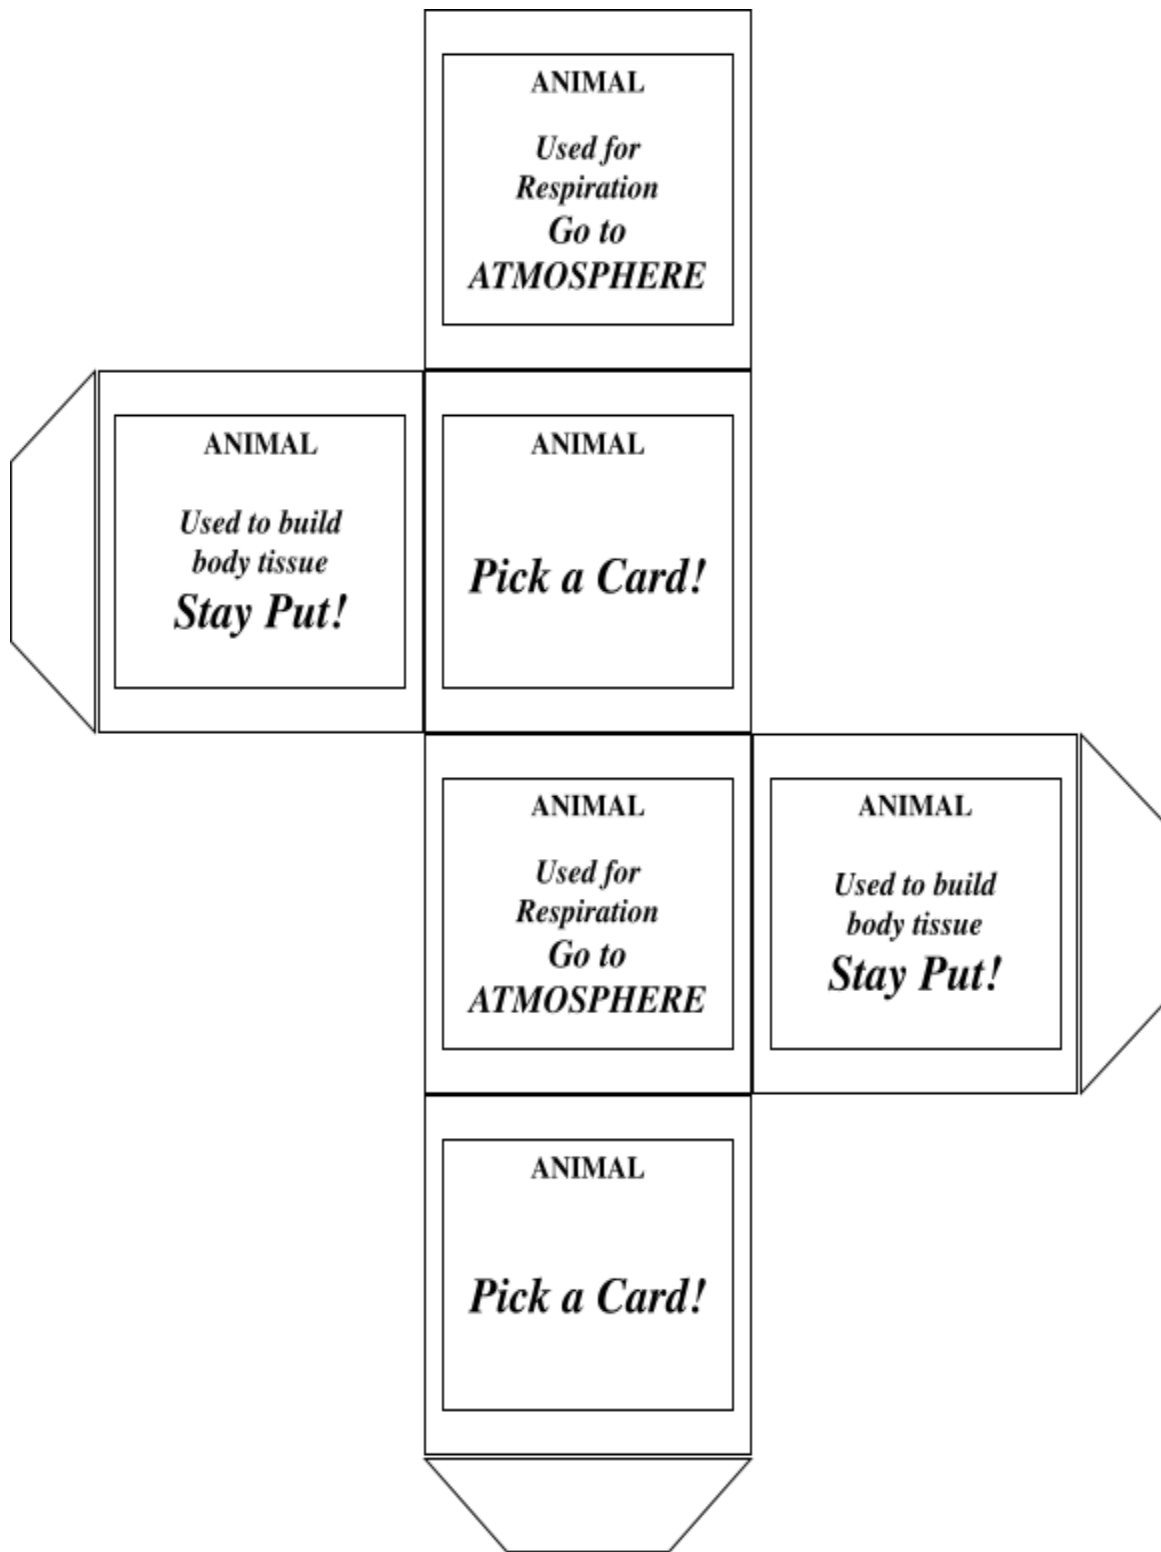 ANIMAL
Used for
Respiration
Go to
ATMOSPHERE
ANIMAL
Used to build
body tissue
Stay Put!
ANIMAL
Pick a Card!
ANIMAL
Used for
Respiration
Go to
ATMOSPHERE
ANIMAL
Used to build
body tissue
Stay Put!
ANIMAL
Pick a Card!